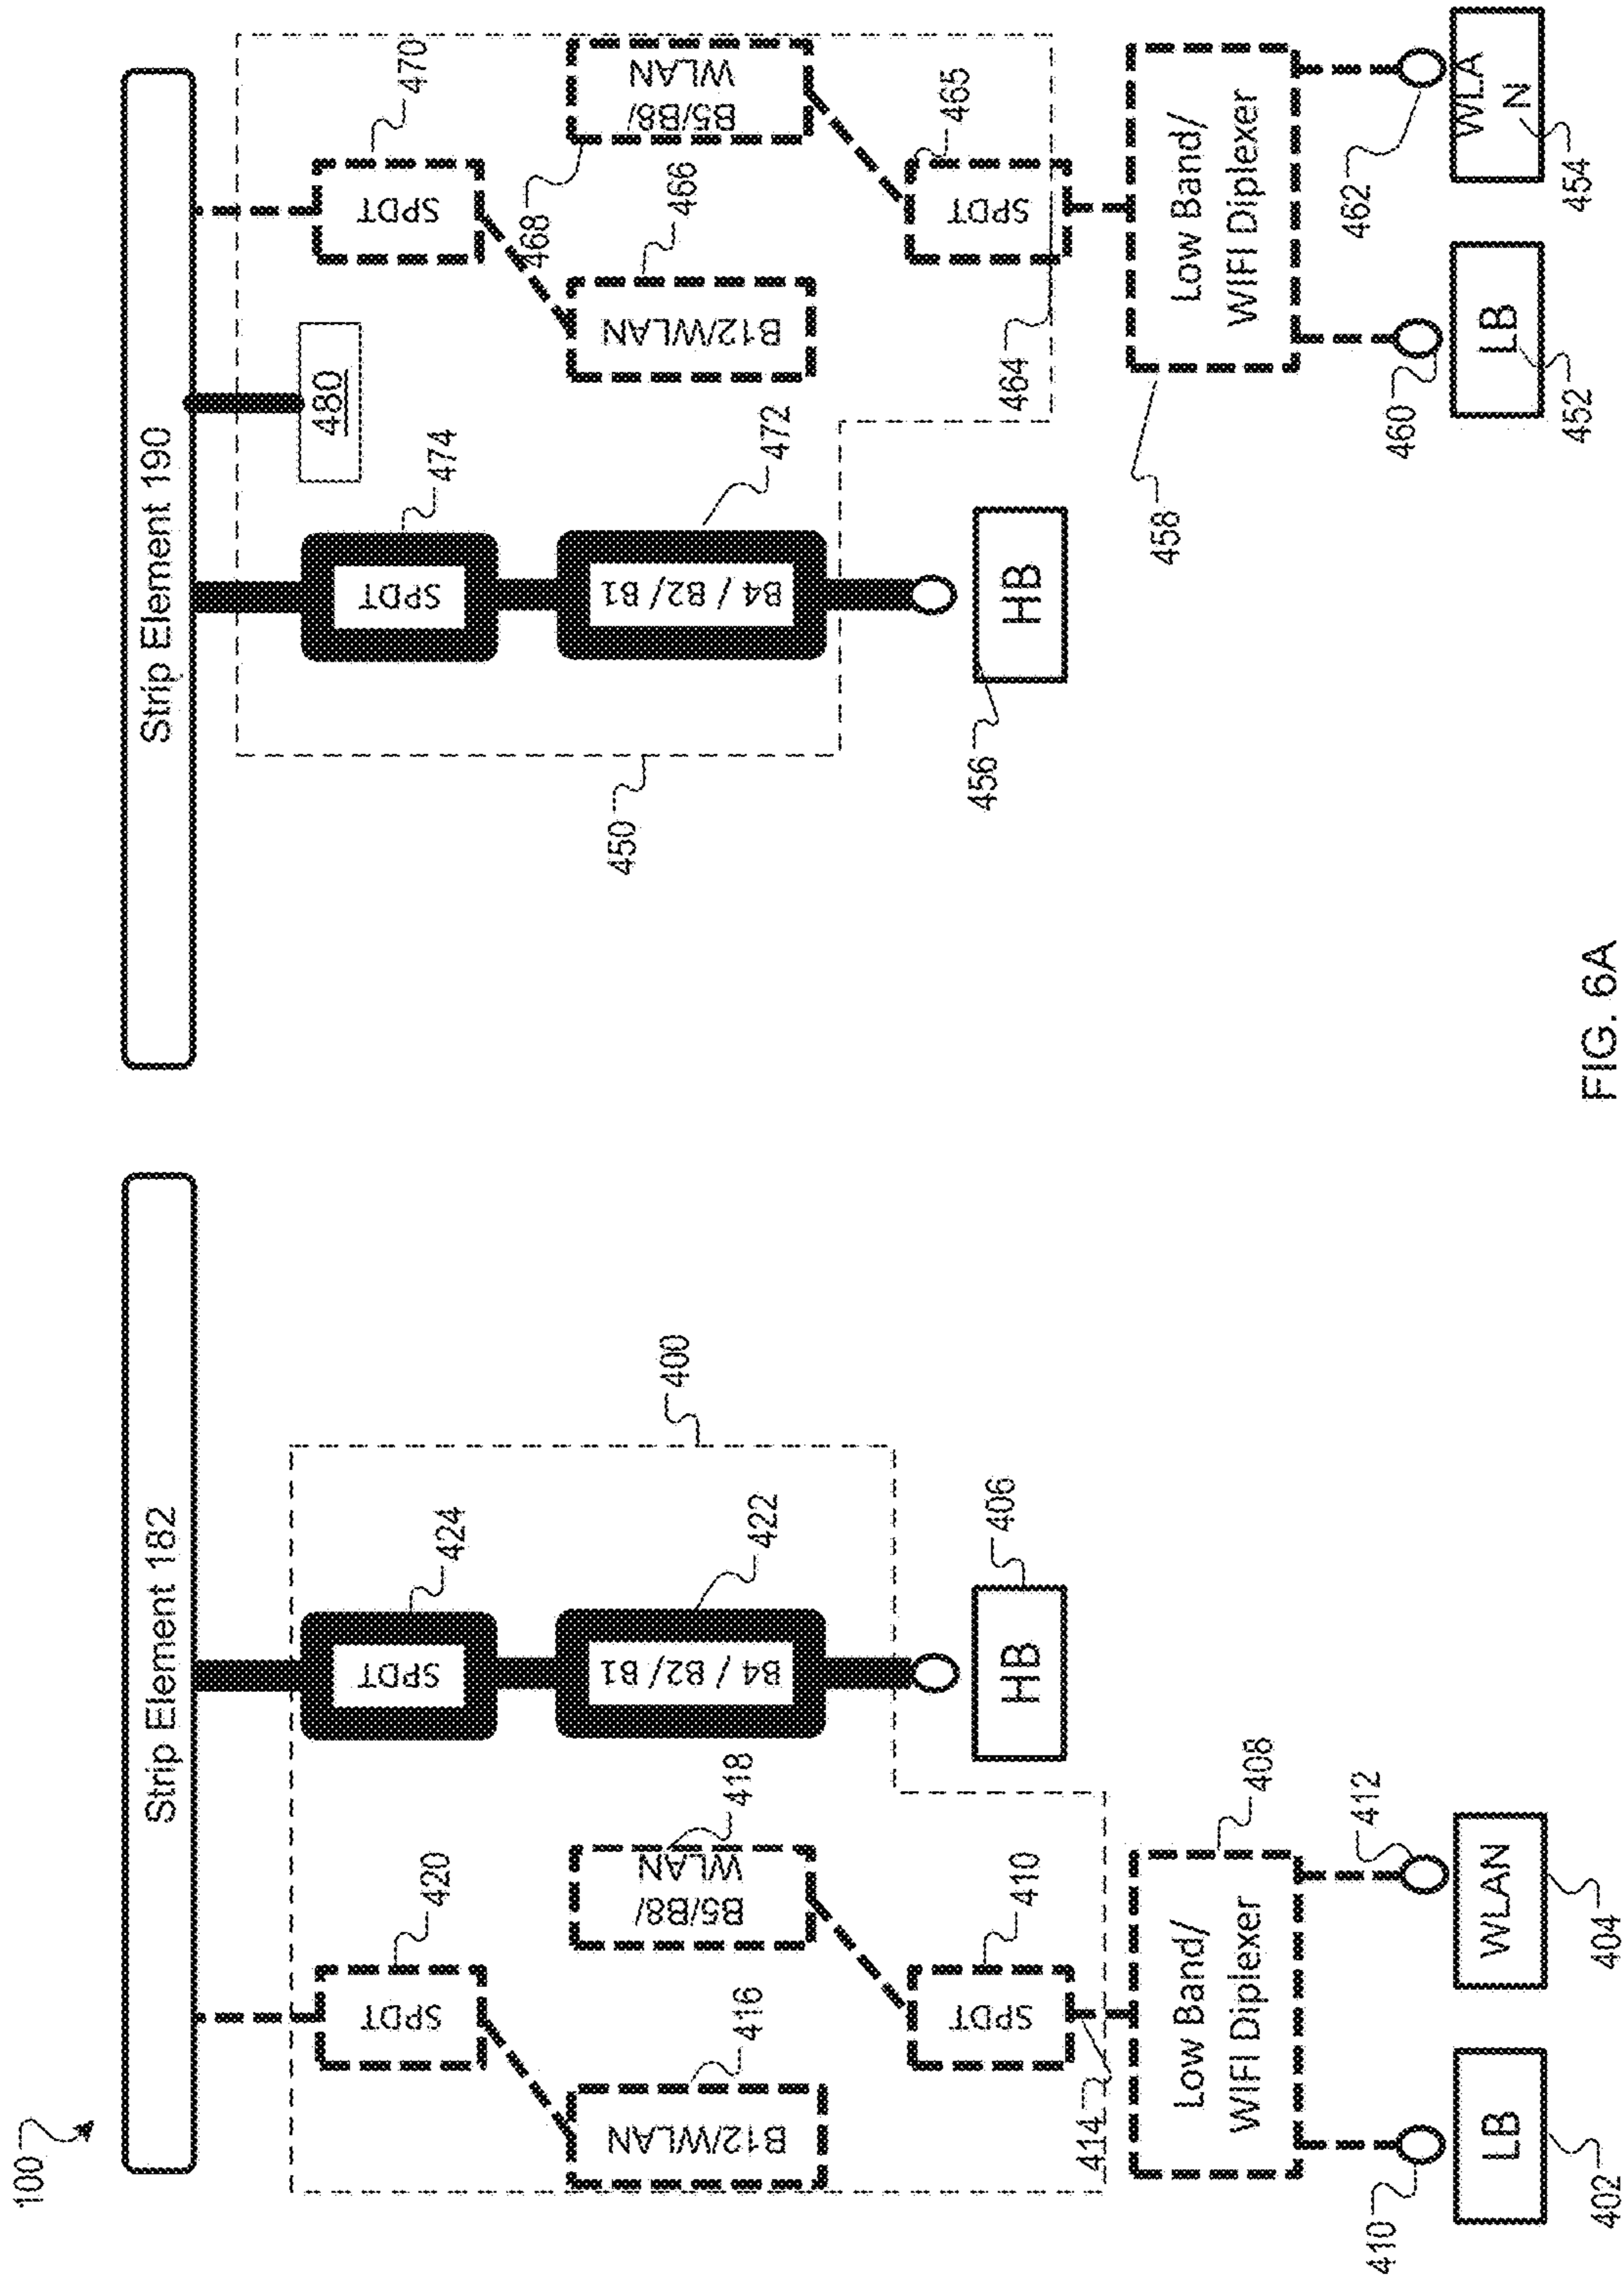 100
Strip Element 182
420
SPDT
424
SPDT
400
416
B12/WLAN
418
B5/B8/
WLAN
422
B4 / B2/ B1
410
SPDT
414
406
HB
408
Low Band/
WIFI Diplexer
410
412
LB
402
WLAN
404
Strip Element 190
480
470
SPDT
474
SPDT
450
468
B5/B8/
WLAN
466
B12/WLAN
472
B4 / B2/ B1
465
SPDT
464
456
HB
458
Low Band/
WIFI Diplexer
460
462
LB
452
WLA
N
454
FIG. 6A